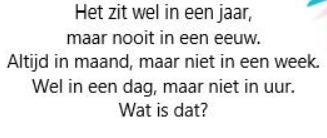 Het zit wel in een jaar,
maar nooit in een eeuw.
Altijd in maand, maar niet in een week.
Wel in een dag, maar niet in uur.
Wat is dat?